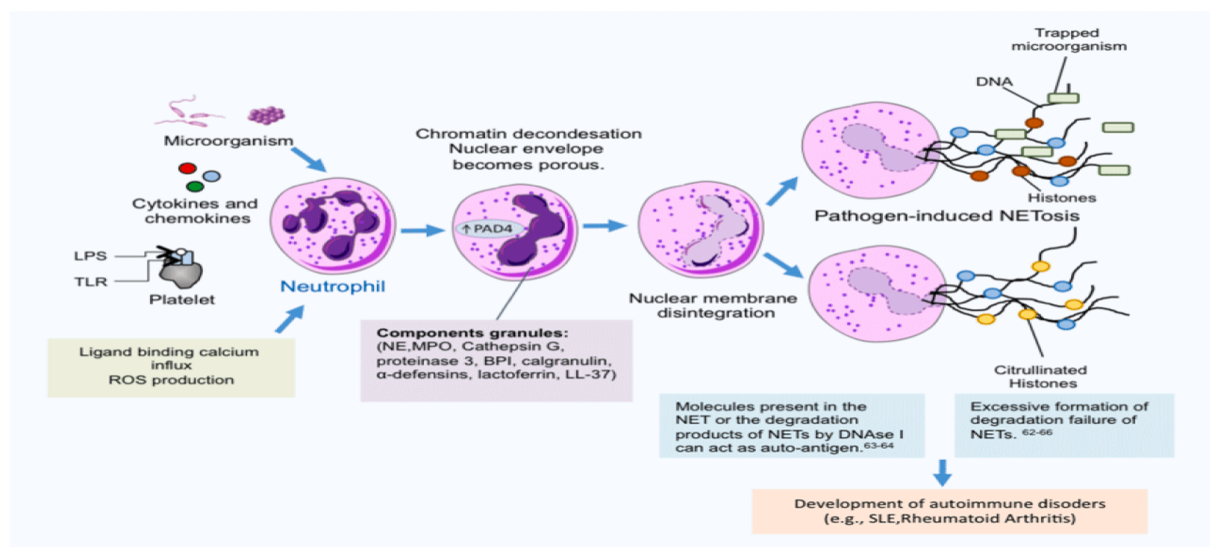 Trapped
microorganism
DNA
Microorganism
Chromatin decondesation
Nuclear envelope
becomes porous.
Cytokines and
chemokines
↑ PAD4
Histones
Pathogen-induced NETosis
LPS
TLR
Platelet
Neutrophil
Nuclear membrane
disintegration
Ligand binding calcium
influx
ROS production
Components granules:
(NE,MPO, Cathepsin G,
proteinase 3, BPI, calgranulin,
α-defensins, lactoferrin, LL-37)
Citrullinated
Histones
Molecules present in the
NET or the degradation
products of NETs by DNAse I
can act as auto-antigen.63-64
Excessive formation of
degradation failure of
NETs. 62-66
Development of autoimmune disoders
(e.g., SLE,Rheumatoid Arthritis)